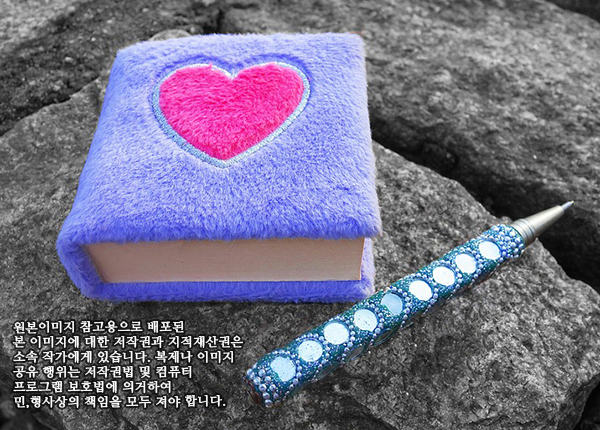 원본이미지 참고용으로 배포된
본 이미지에 대한 저작권과 지적재산권은
소속 작가에게 있습니다. 복제나 이미지
공유 행위는 저작권법 및 컴퓨터
프로그램 보호법에 의거하여
민,형사상의 책임을 모두 져야 합니다.